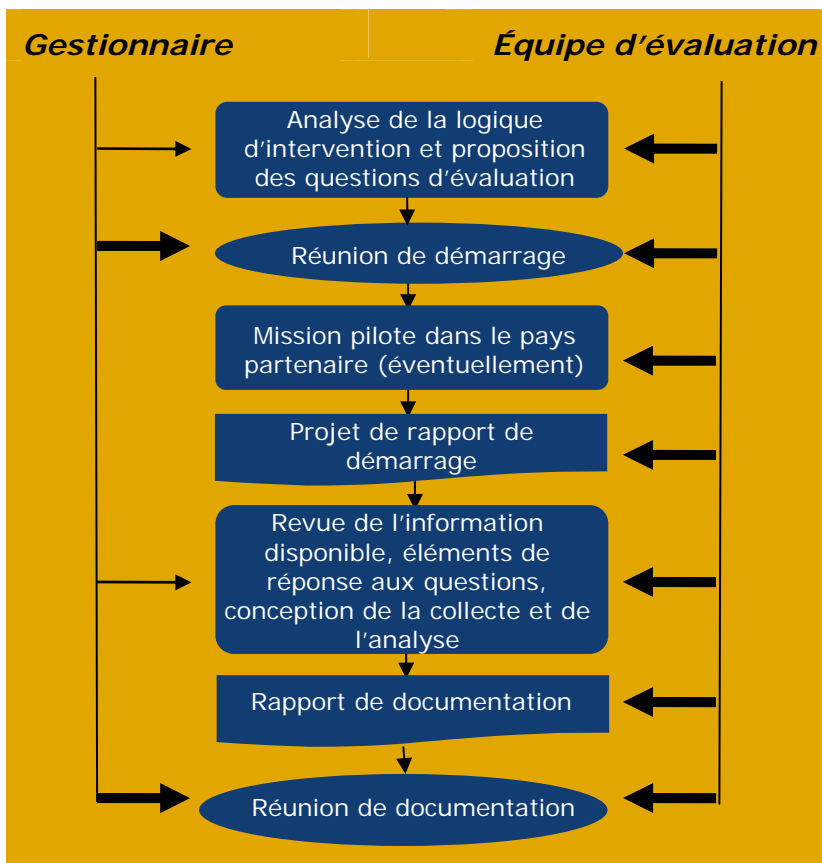 Gestionnaire
Équipe d'évaluation
Analyse de la logique
d'intervention et proposition
des questions d'évaluation
Réunion de démarrage
Mission pilote dans le pays
partenaire (éventuellement)
Projet de rapport de
démarrage
Revue de l'information
disponible, éléments de
réponse aux questions,
conception de la collecte et de
l'analyse
Rapport de documentation
Réunion de documentation